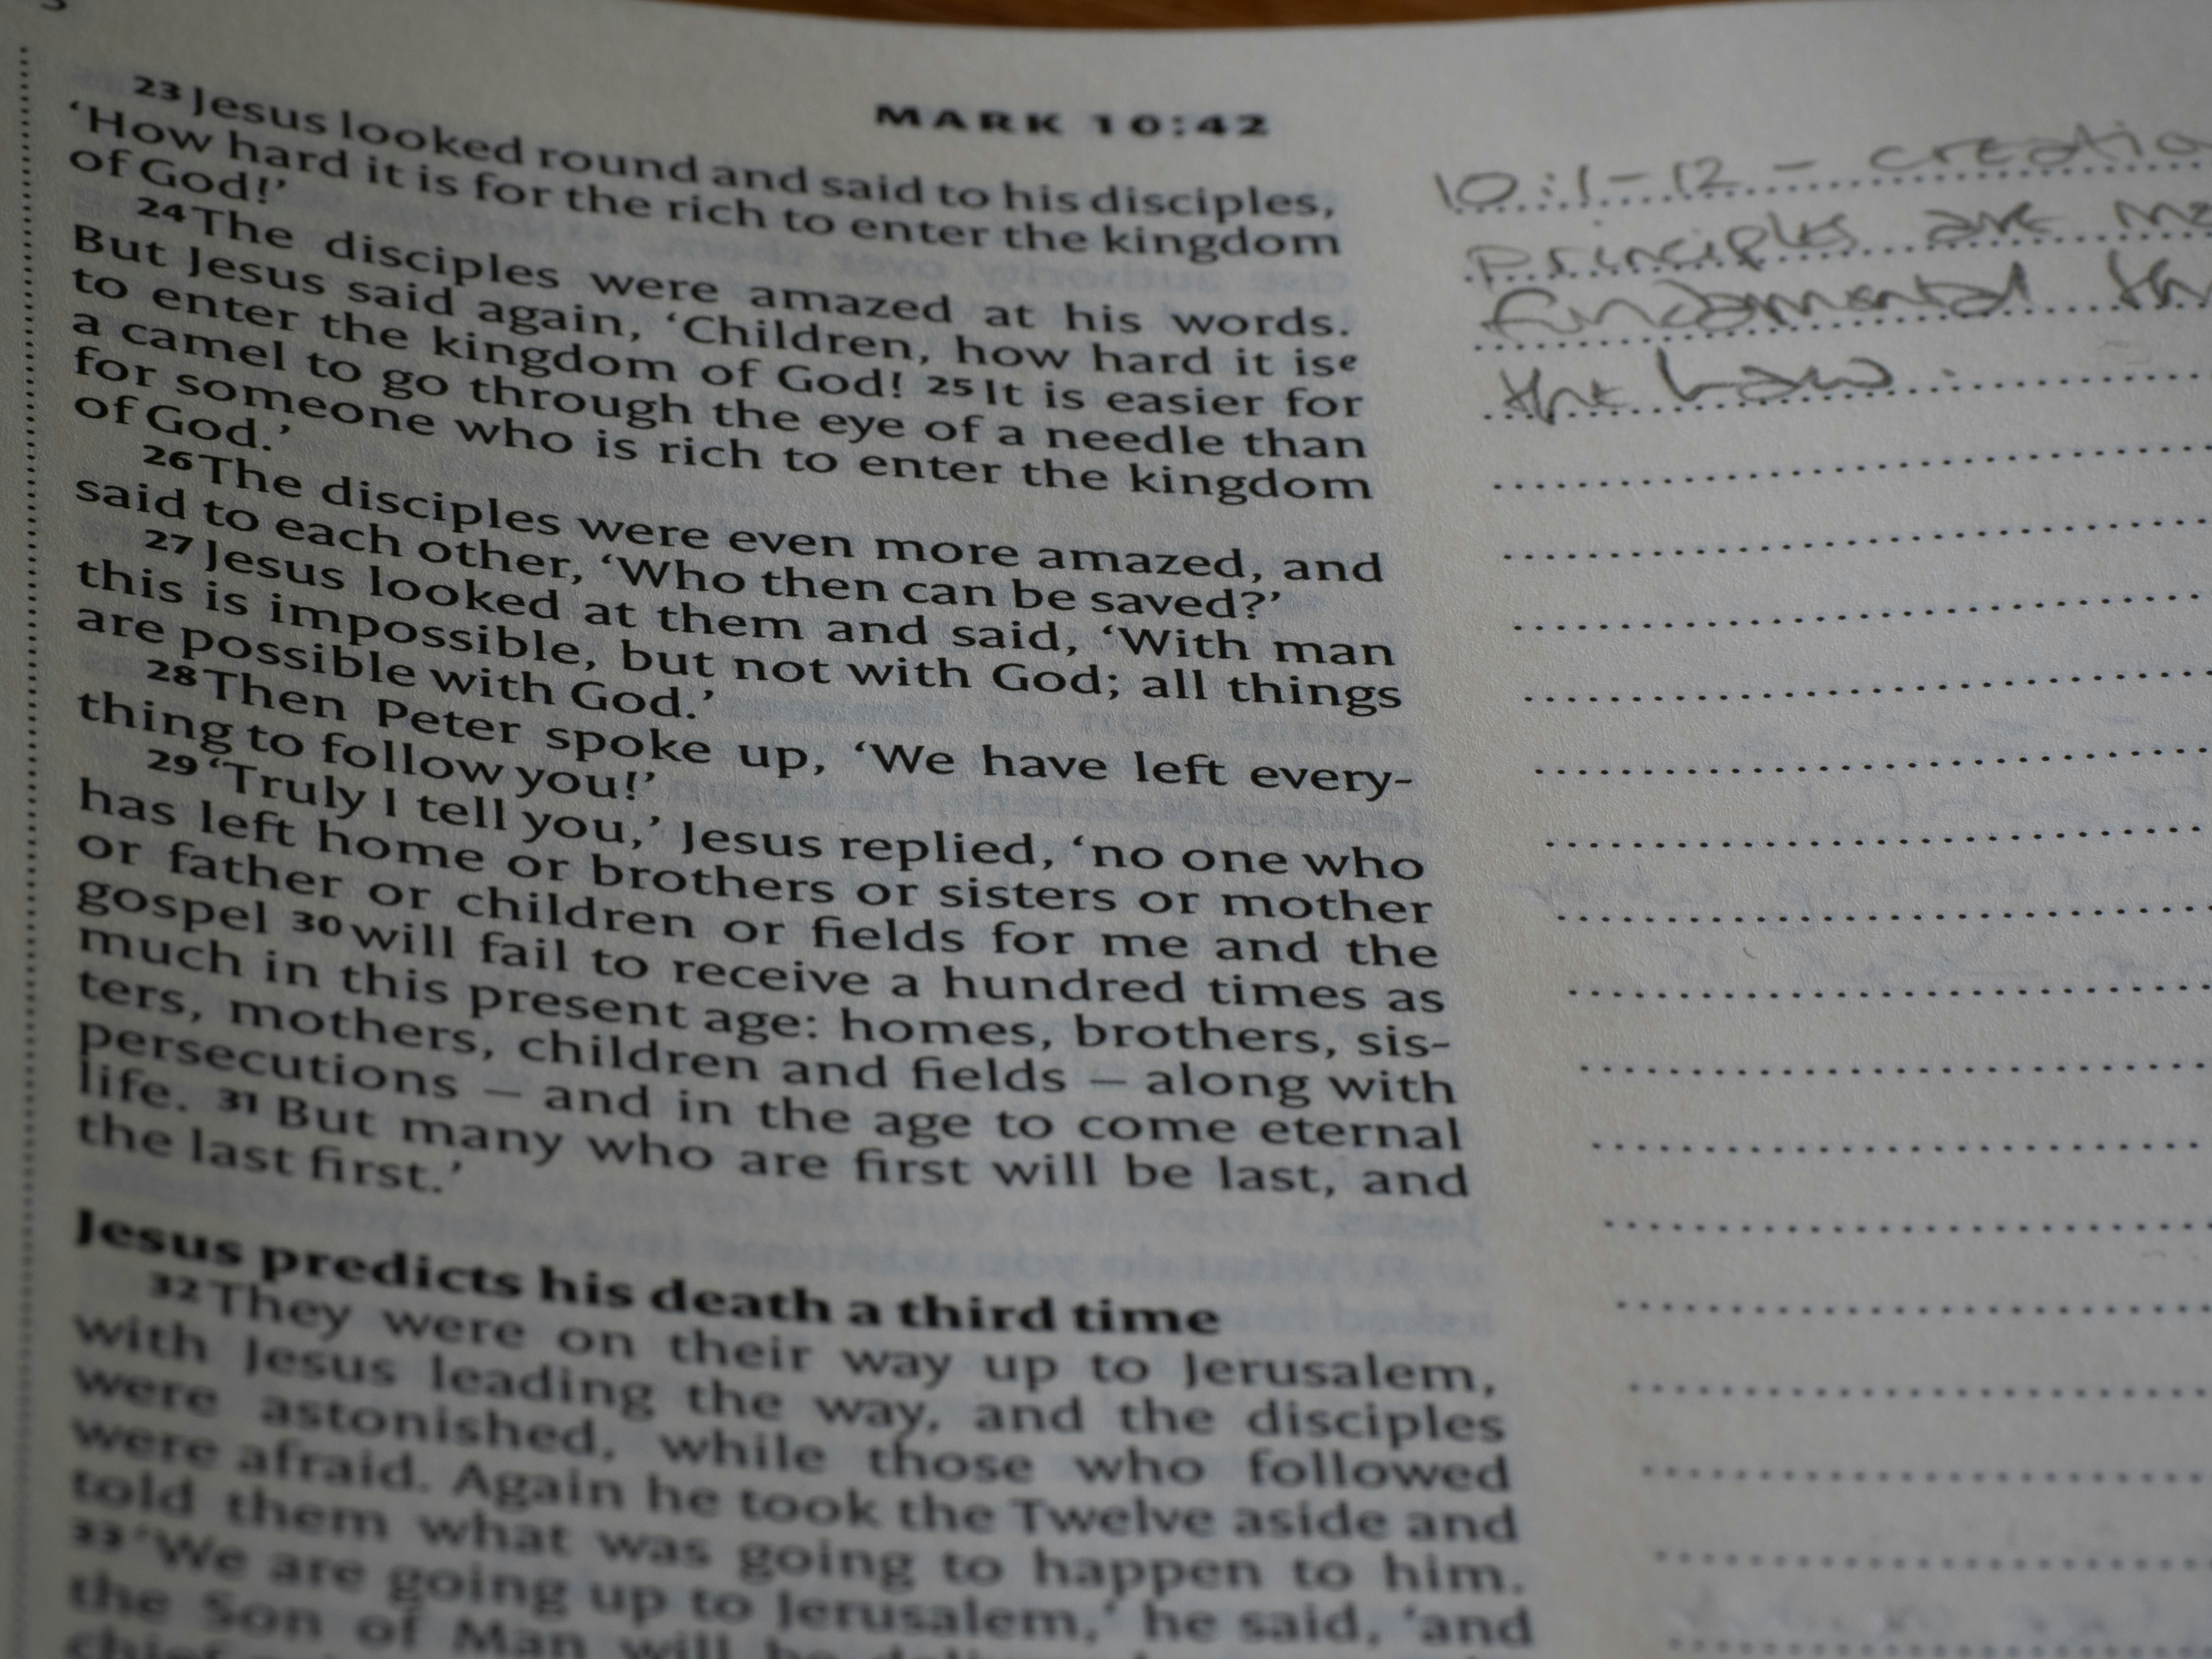 MARK 10:42
23 Jesus looked round and said to his disciples,
‘How hard it is for the rich to enter the kingdom
of God!’
24 The disciples were amazed at his words.
But Jesus said again, ‘Children, how hard it is e
to enter the kingdom of God! 25 It is easier for
a camel to go through the eye of a needle than
for someone who is rich to enter the kingdom
of God.’
26 The disciples were even more amazed, and
said to each other, ‘Who then can be saved?’
27 Jesus looked at them and said, ‘With man
this is impossible, but not with God; all things
are possible with God.’
28 Then Peter spoke up, ‘We have left every-
thing to follow you!’
29 ‘Truly I tell you,’ Jesus replied, ‘no one who
has left home or brothers or sisters or mother
or father or children or fields for me and the
gospel 30 will fail to receive a hundred times as
much in this present age: homes, brothers, sis-
ters, mothers, children and fields – along with
persecutions – and in the age to come eternal
life. 31 But many who are first will be last, and
the last first.’
Jesus predicts his death a third time
32 They were on their way up to Jerusalem,
with Jesus leading the way, and the disciples
were astonished, while those who followed
were afraid. Again he took the Twelve aside and
told them what was going to happen to him.
33 ‘We are going up to Jerusalem,’ he said, ‘and
the Son of Man will be
10:1-12 – creatio
principles are
fundamental
the Law.